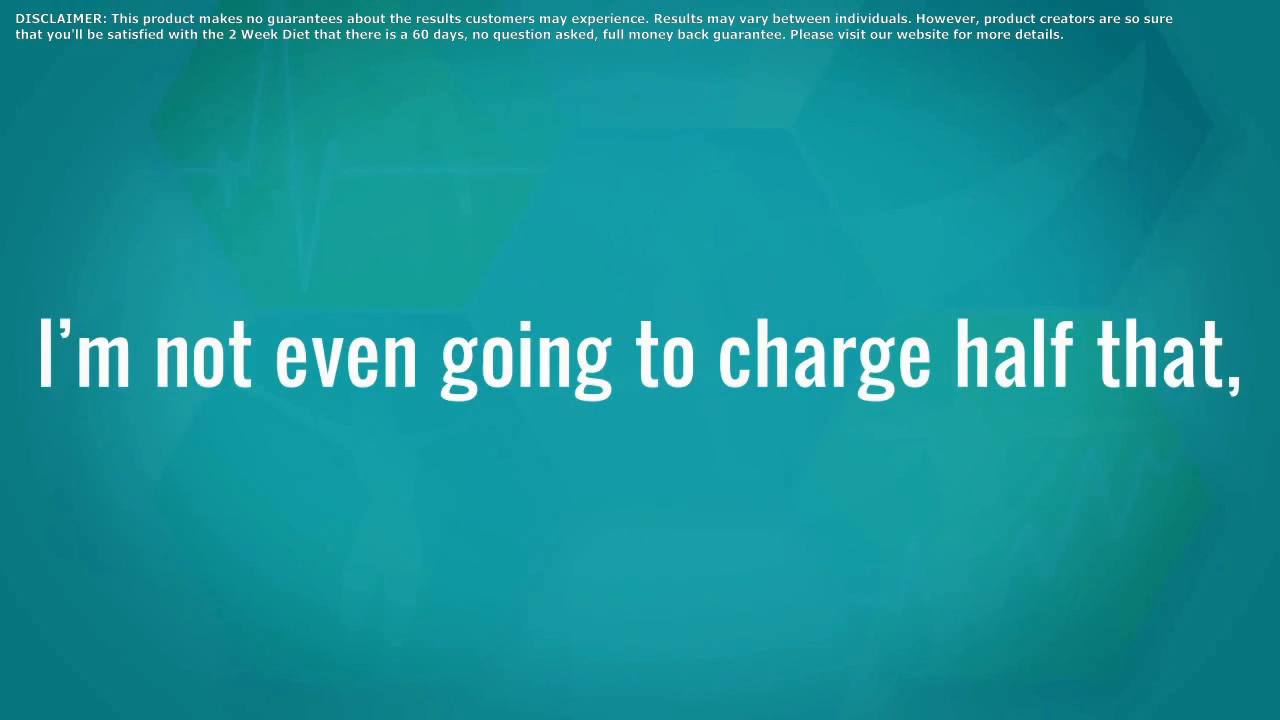 DISCLAIMER: This product makes no guarantees about the results customers may experience. Results may vary between individuals. However, product creators are so sure
that you'll be satisfied with the 2 Week Diet that there is a 60 days, no question asked, full money back guarantee. Please visit our website for more details.
I’m not even going to charge half that,